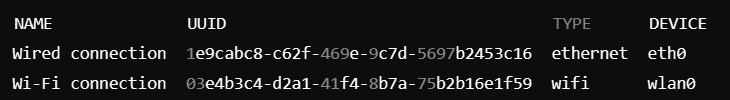 NAME UUID TYPE DEVICE
Wired connection 1e9cabc8-c62f-469e-9c7d-5697b2453c16 ethernet eth0
Wi-Fi connection 03e4b3c4-d2a1-41f4-8b7a-75b2b16e1f59 wifi wlan0